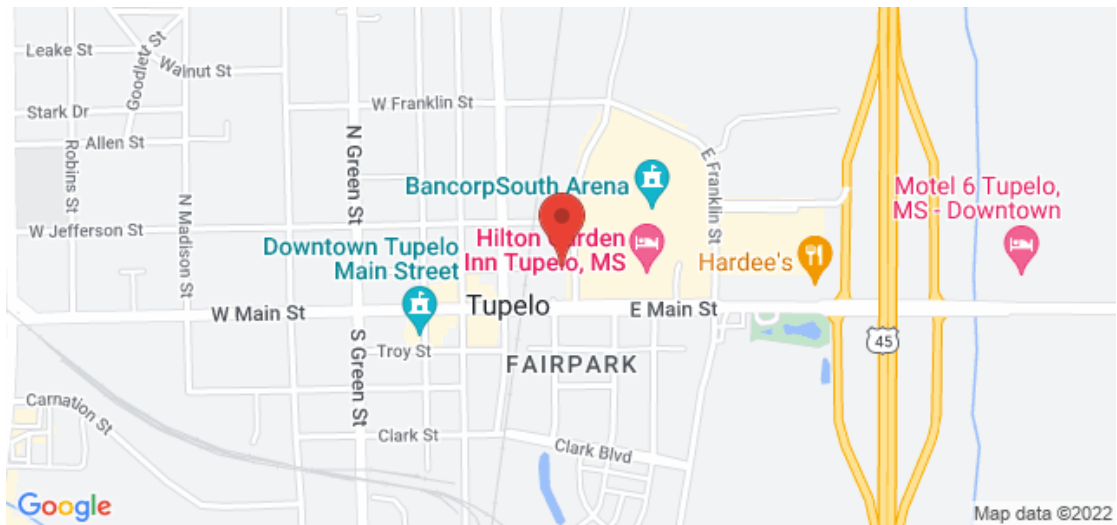 Leake St
Goodlett St
Walnut St
Stark Dr
W Franklin St
Allen St
Robins St
N Madison St
N Green St
BancorpSouth Arena
E Franklin St
Motel 6 Tupelo,
MS - Downtown
W Jefferson St
Downtown Tupelo
Main Street
Hilton Garden
Inn Tupelo, MS
Hardee's
W Main St
Tupelo
E Main St
S Green St
Troy St
FAIRPARK
45
Carnation St
Clark St
Clark Blvd
Google
Map data ©2022